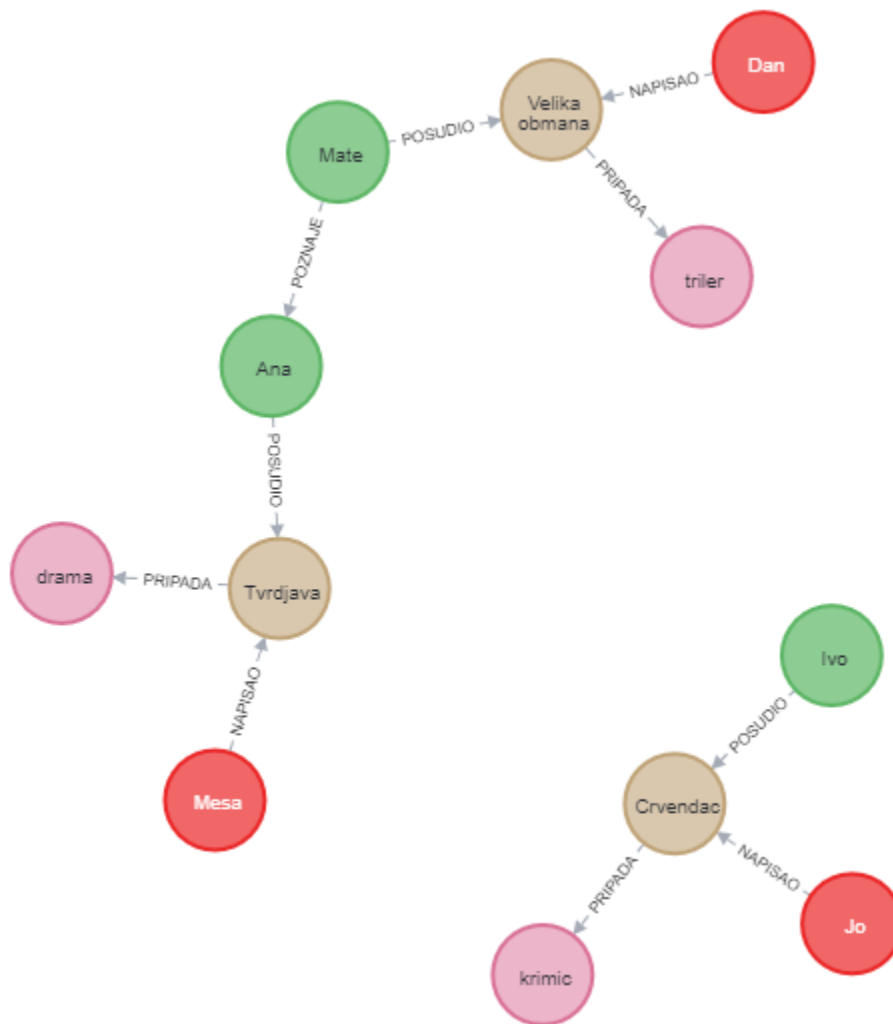 Dan
NAPISAO
Velika
obmana
POSUDIO
Mate
PRIPADA
POZNAJE
triler
Ana
POSUDIO
drama
PRIPADA
Tvrdjava
NAPISAO
Mesa
Ivo
POSUDIO
Crvendac
NAPISAO
PRIPADA
Jo
krimic